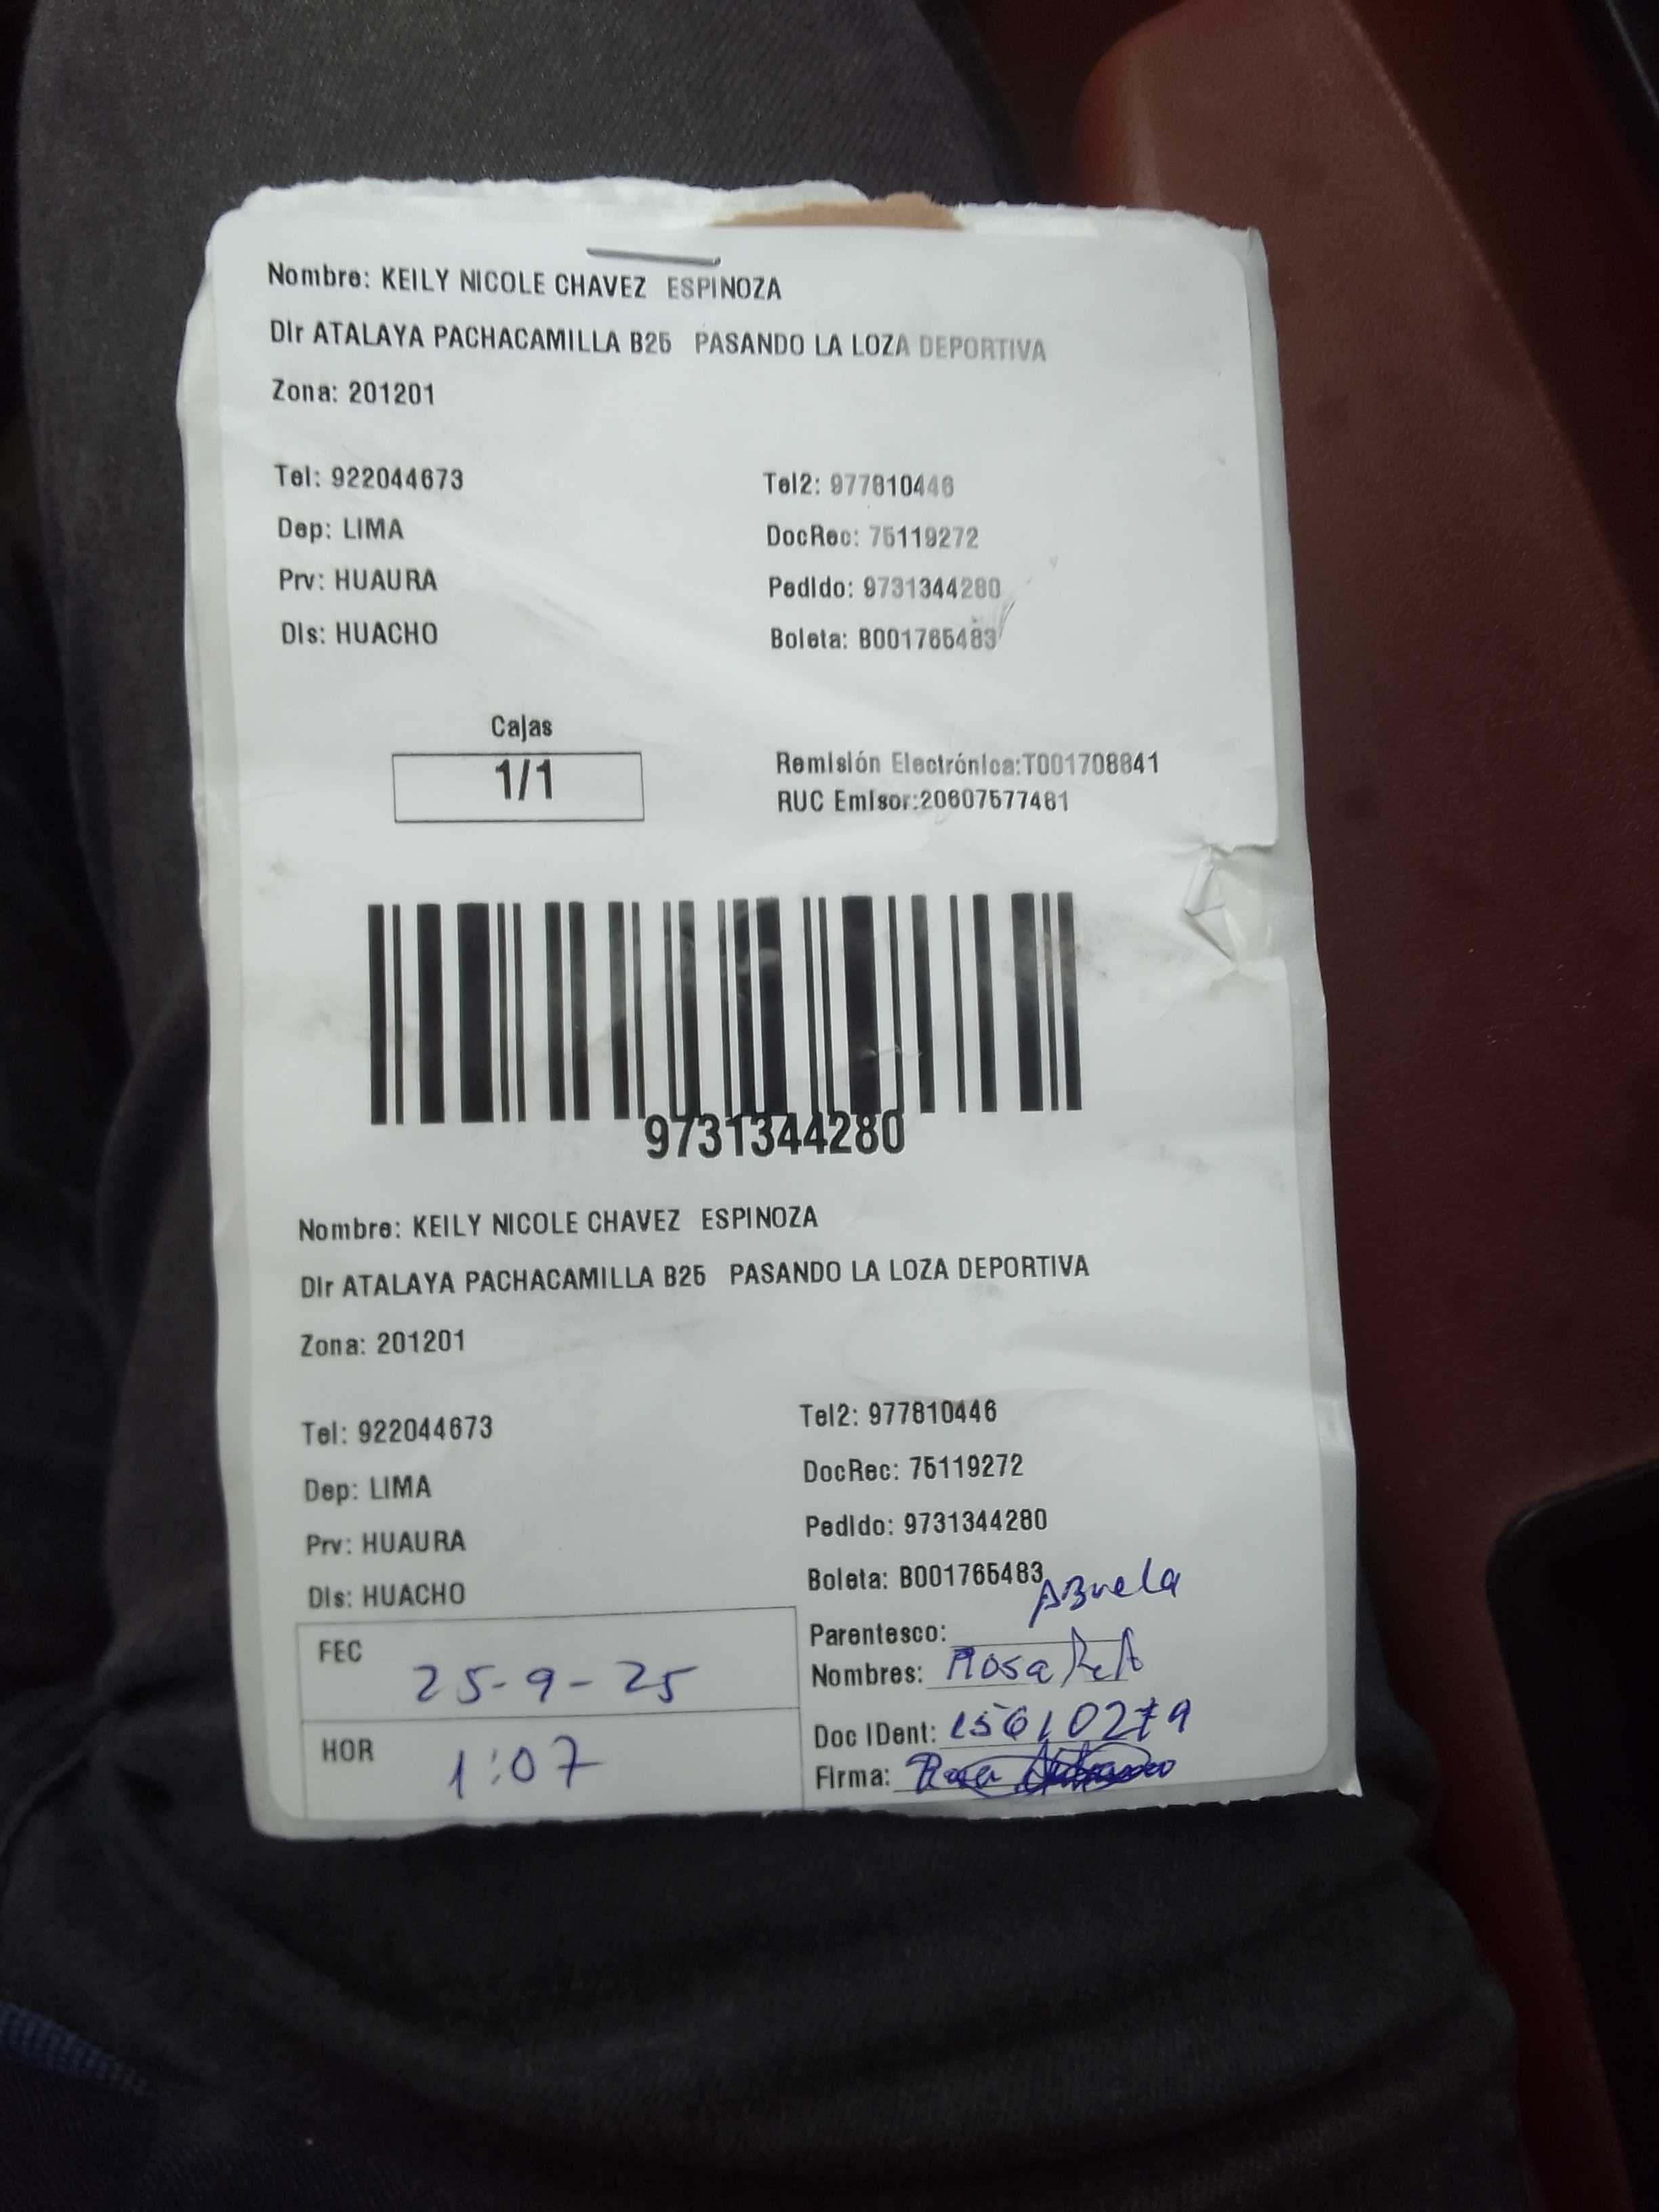 Nombre: KEILY NICOLE CHAVEZ ESPINOZA
Dir ATALAYA PACHACAMILLA B25 PASANDO LA LOZA DEPORTIVA
Zona: 201201
Tel: 922044673 Tel2: 977810446
Dep: LIMA DocRec: 75119272
Prv: HUAURA Pedido: 9731344280
Dis: HUACHO Boleta: B001765483
Cajas
1/1
Remisión Electrónica:T001708841
RUC Emisor:20607577481
9731344280
Nombre: KEILY NICOLE CHAVEZ ESPINOZA
Dir ATALAYA PACHACAMILLA B25 PASANDO LA LOZA DEPORTIVA
Zona: 201201
Tel: 922044673 Tel2: 977810446
Dep: LIMA DocRec: 75119272
Prv: HUAURA Pedido: 9731344280
Dis: HUACHO Boleta: B001765483
Parentesco: Abuela
FEC 25-9-25
Nombres: Rosa
HOR 1:07
Doc IDent: 15610279
Firma: Rosa